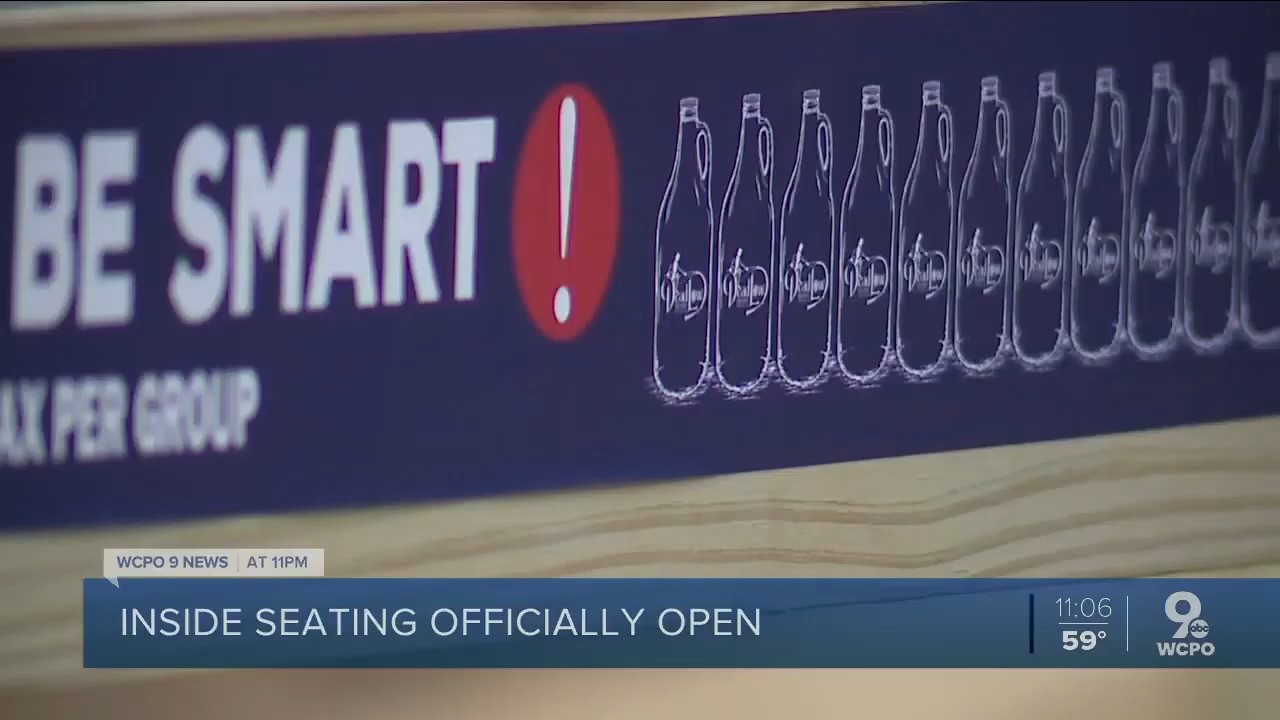 BE SMART!
AX PER GROUP
WCPO 9 NEWS | AT 11PM
INSIDE SEATING OFFICIALLY OPEN
11:06
59°
9
abc
WCPO